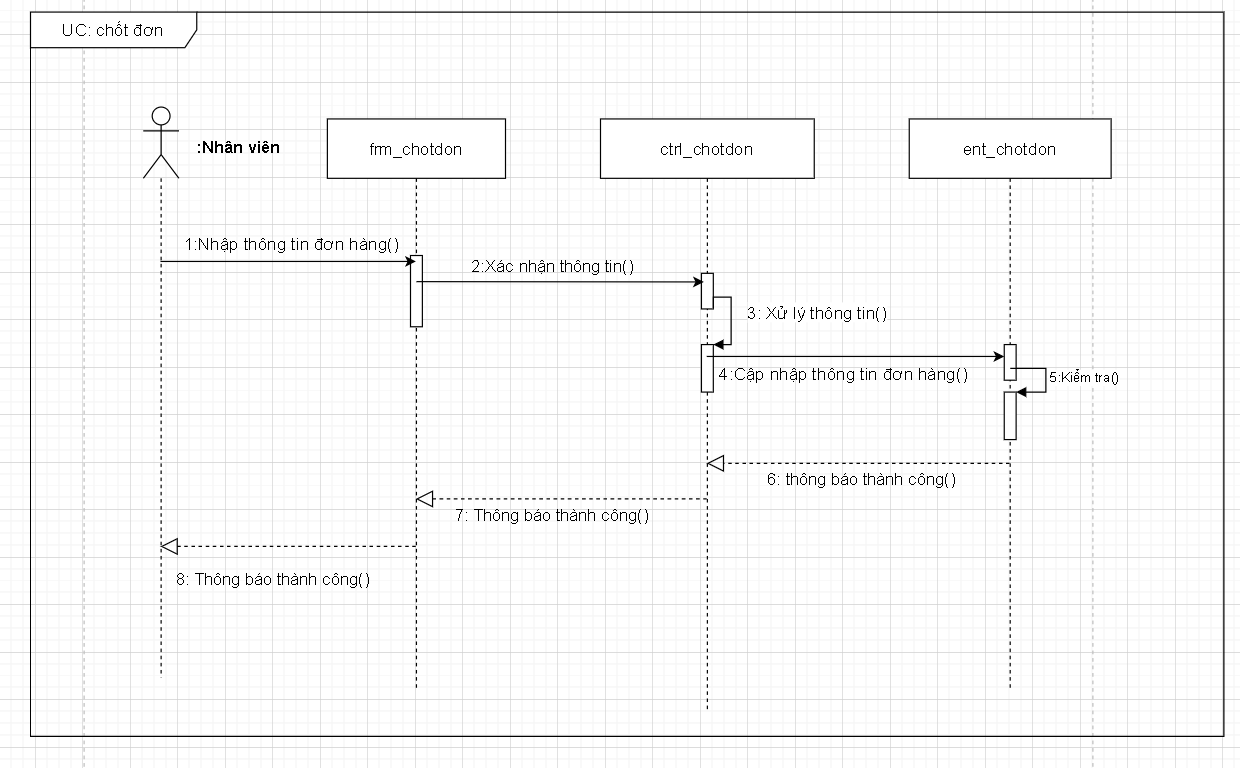 UC: chốt đơn
:Nhân viên
frm_chotdon
ctrl_chotdon
ent_chotdon
1:Nhập thông tin đơn hàng()
2:Xác nhận thông tin()
3: Xử lý thông tin()
4:Cập nhập thông tin đơn hàng()
5:Kiểm tra()
6: thông báo thành công()
7: Thông báo thành công()
8: Thông báo thành công()